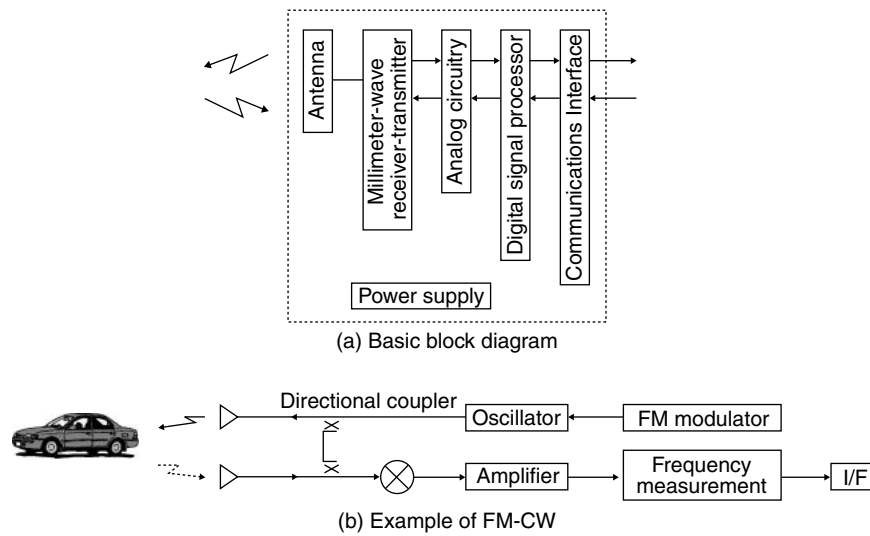 Antenna
Millimeter-wave
receiver-transmitter
Analog circuitry
Digital signal processor
Communications Interface
Power supply
(a) Basic block diagram
Directional coupler
Oscillator
FM modulator
Amplifier
Frequency
measurement
I/F
(b) Example of FM-CW